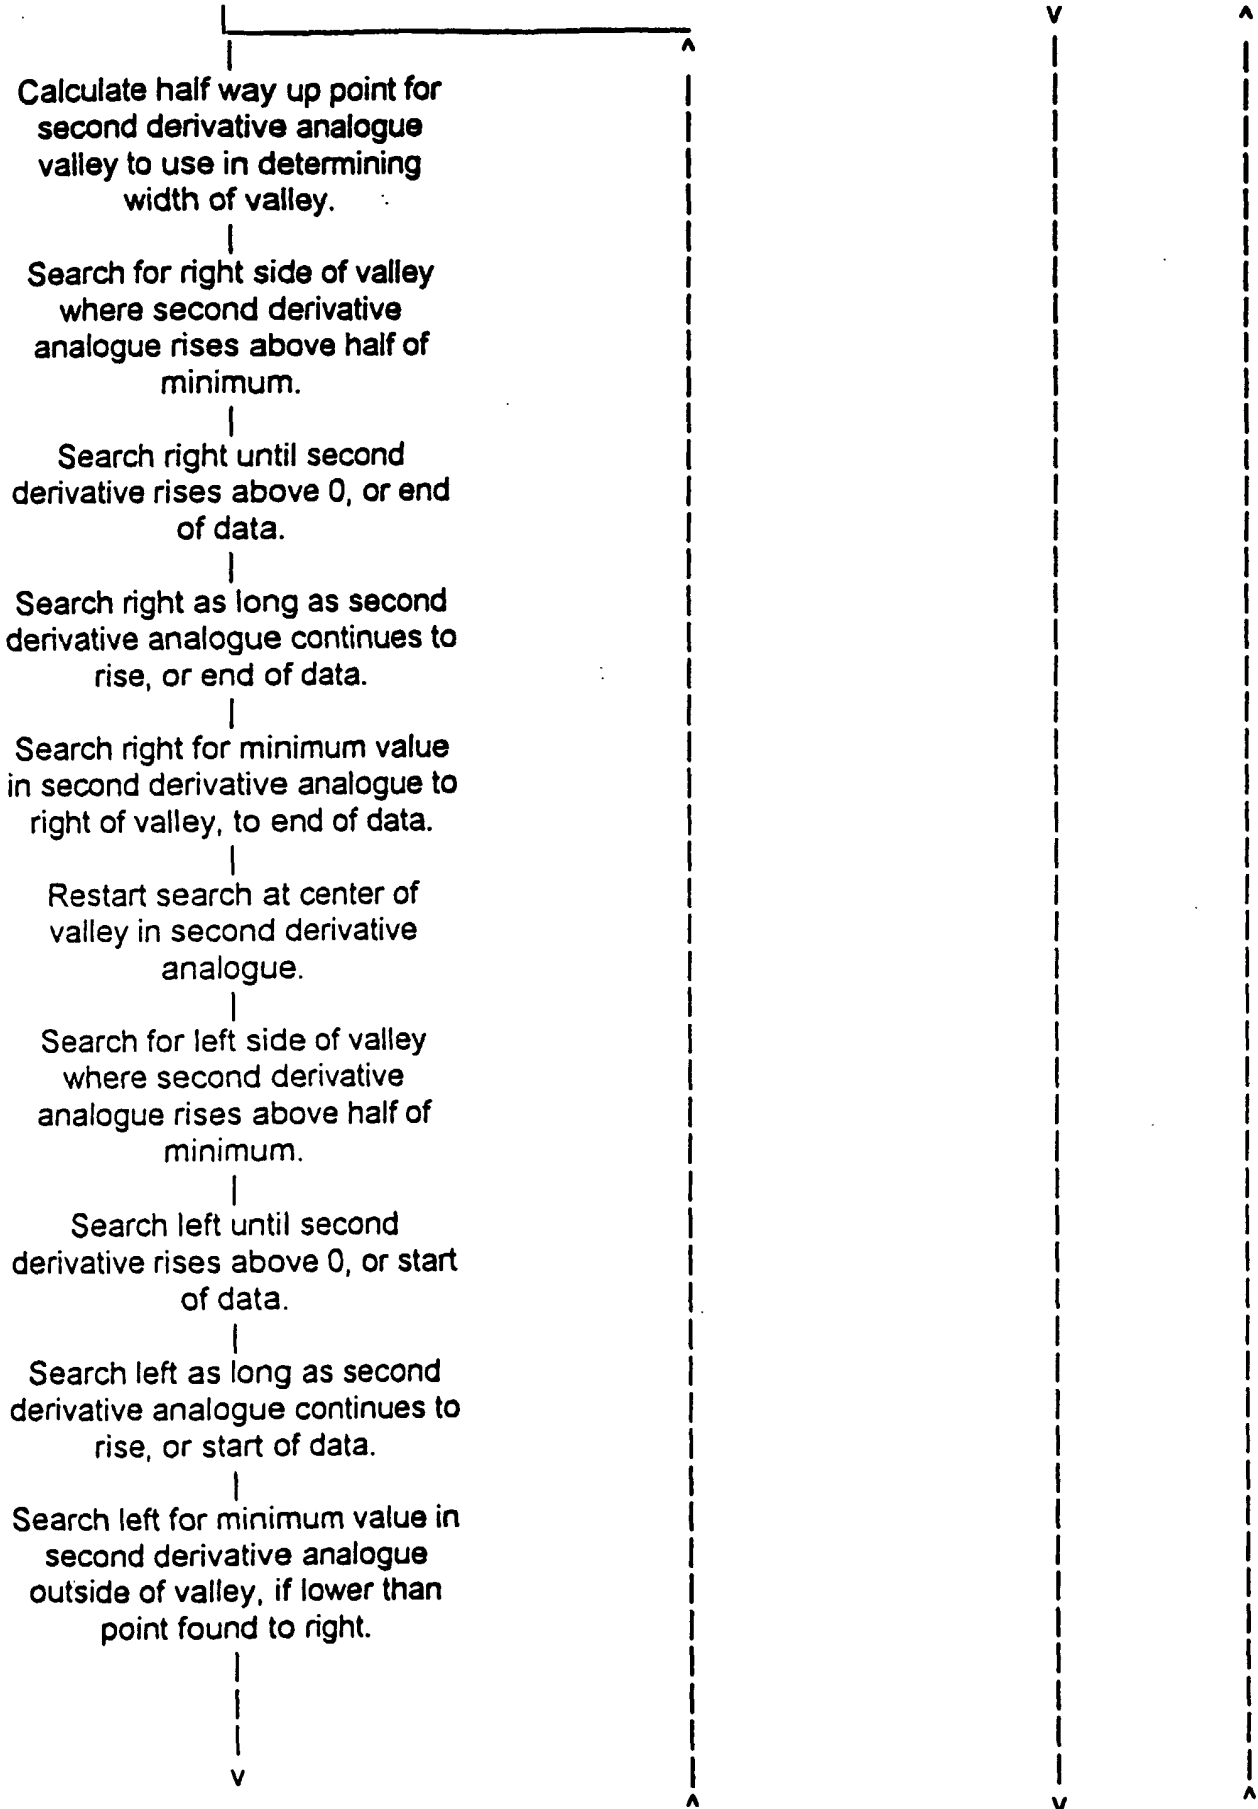 Calculate half way up point for
second derivative analogue
valley to use in determining
width of valley.
Search for right side of valley
where second derivative
analogue rises above half of
minimum.
Search right until second
derivative rises above 0, or end
of data.
Search right as long as second
derivative analogue continues to
rise, or end of data.
Search right for minimum value
in second derivative analogue to
right of valley, to end of data.
Restart search at center of
valley in second derivative
analogue.
Search for left side of valley
where second derivative
analogue rises above half of
minimum.
Search left until second
derivative rises above 0, or start
of data.
Search left as long as second
derivative analogue continues to
rise, or start of data.
Search left for minimum value in
second derivative analogue
outside of valley, if lower than
point found to right.